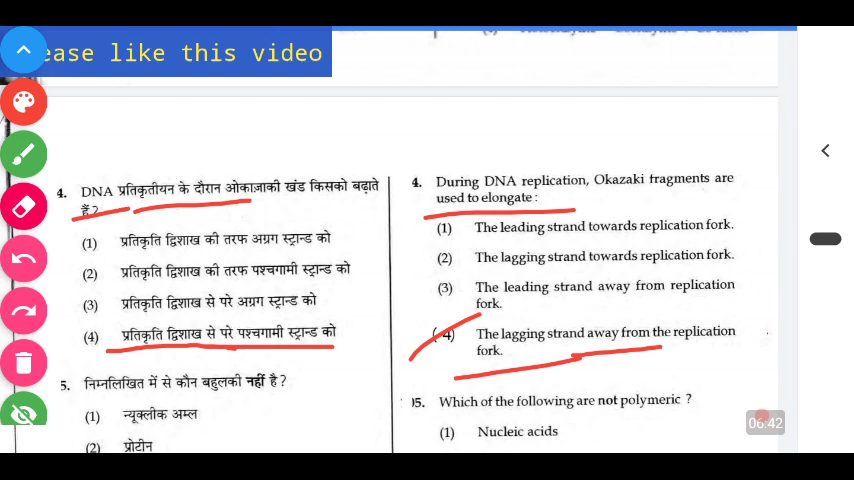 ease like this video
4. DNA प्रतिकृतीयन के दौरान ओकाज़ाकी खंड किसको बढ़ाते
हैं?
(1) प्रतिकृति द्विशाख की तरफ अग्रग स्ट्रान्ड को
(2) प्रतिकृति द्विशाख की तरफ पश्चगामी स्ट्रान्ड को
(3) प्रतिकृति द्विशाख से परे अग्रग स्ट्रान्ड को
(4) प्रतिकृति द्विशाख से परे पश्चगामी स्ट्रान्ड को
5. निम्नलिखित में से कौन बहुलकी नहीं है?
(1) न्यूक्लीक अम्ल
(2) प्रोटीन
4. During DNA replication, Okazaki fragments are
used to elongate :
(1) The leading strand towards replication fork.
(2) The lagging strand towards replication fork.
(3) The leading strand away from replication
fork.
(4) The lagging strand away from the replication
fork.
05. Which of the following are not polymeric ?
(1) Nucleic acids
06:42